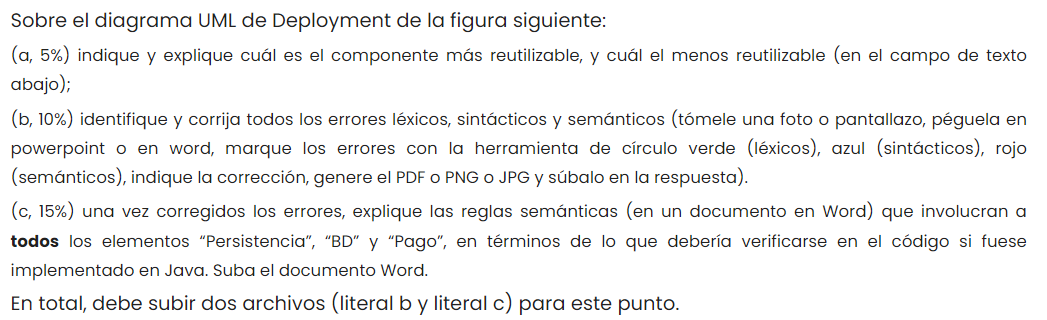 Sobre el diagrama UML de Deployment de la figura siguiente:
(a, 5%) indique y explique cuál es el componente más reutilizable, y cuál el menos reutilizable (en el campo de texto
abajo);
(b, 10%) identifique y corrija todos los errores léxicos, sintácticos y semánticos (tómele una foto o pantallazo, péguela en
powerpoint o en word, marque los errores con la herramienta de círculo verde (léxicos), azul (sintácticos), rojo
(semánticos), indique la corrección, genere el PDF o PNG o JPG y súbalo en la respuesta).
(c, 15%) una vez corregidos los errores, explique las reglas semánticas (en un documento en Word) que involucran a
todos los elementos “Persistencia”, “BD” y “Pago”, en términos de lo que debería verificarse en el código si fuese
implementado en Java. Suba el documento Word.
En total, debe subir dos archivos (literal b y literal c) para este punto.